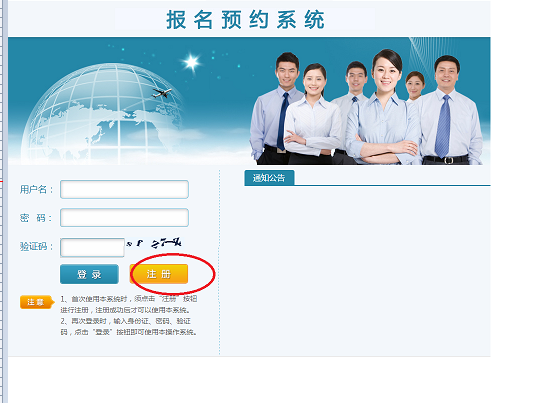 报名预约系统
用户名：
密 码：
验证码：
登 录
注 册
通知公告
注意
1、首次使用本系统时，须点击“注册”按钮
进行注册，注册成功后才可以使用本系统。
2、再次登录时，输入身份证、密码、验证
码，点击“登录”按钮即可使用本操作系统。